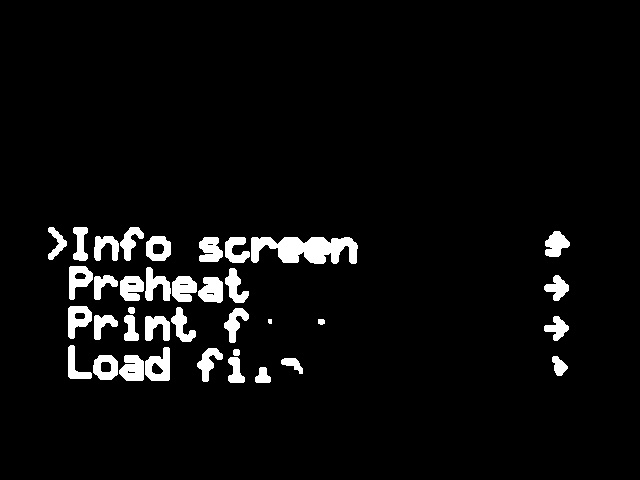 >Info screen →
Preheat →
Print →
Load